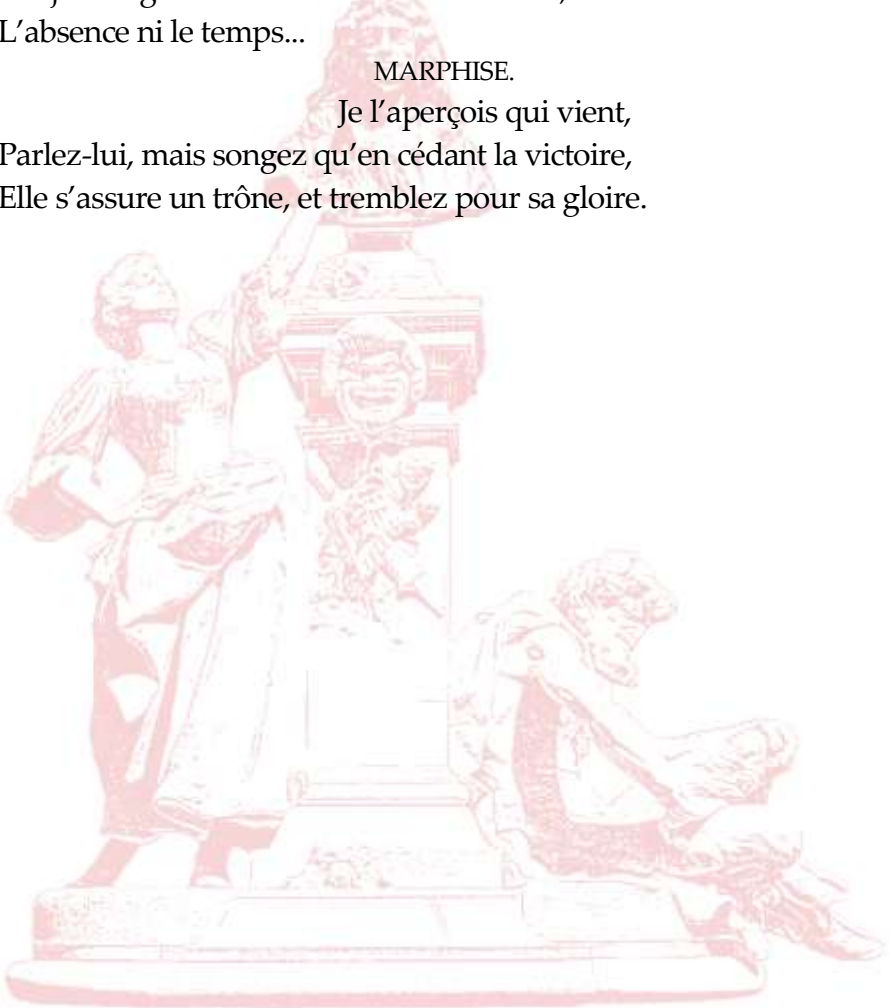 L’absence ni le temps...
MARPHISE.
Je l’aperçois qui vient,
Parlez-lui, mais songez qu’en cédant la victoire,
Elle s’assure un trône, et tremblez pour sa gloire.